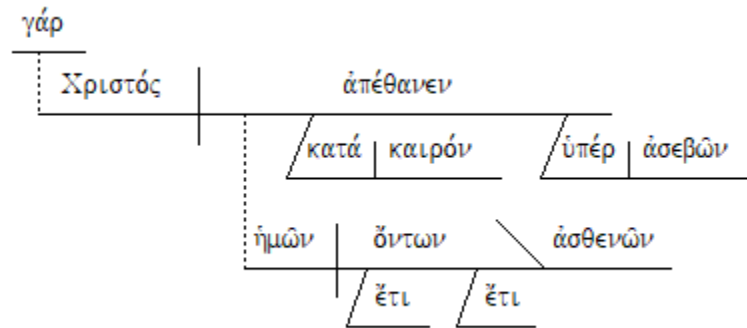 γάρ
Χριστός ἀπέθανεν
κατά καιρόν ὑπέρ ἀσεβῶν
ἡμῶν ὄντων ἀσθενῶν
ἔτι ἔτι